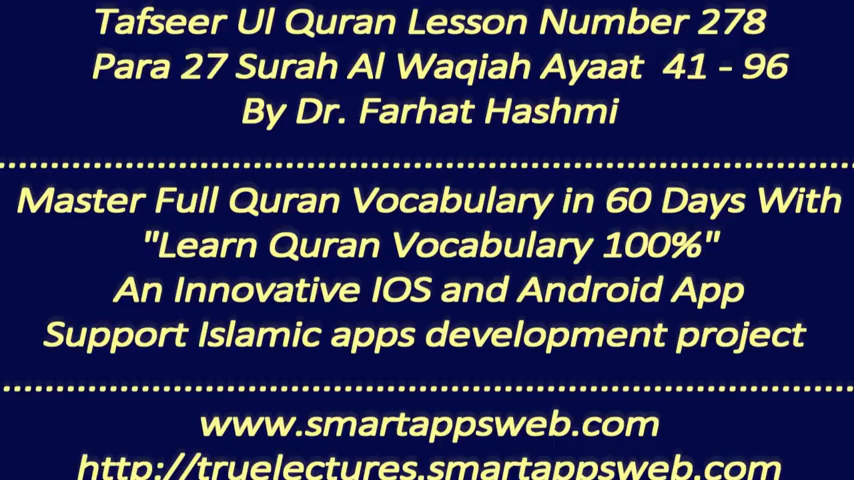 Tafseer Ul Quran Lesson Number 278
Para 27 Surah Al Waqiah Ayaat 41 - 96
By Dr. Farhat Hashmi
Master Full Quran Vocabulary in 60 Days With
"Learn Quran Vocabulary 100%"
An Innovative IOS and Android App
Support Islamic apps development project
www.smartappsweb.com
http://truelectures.smartappsweb.com